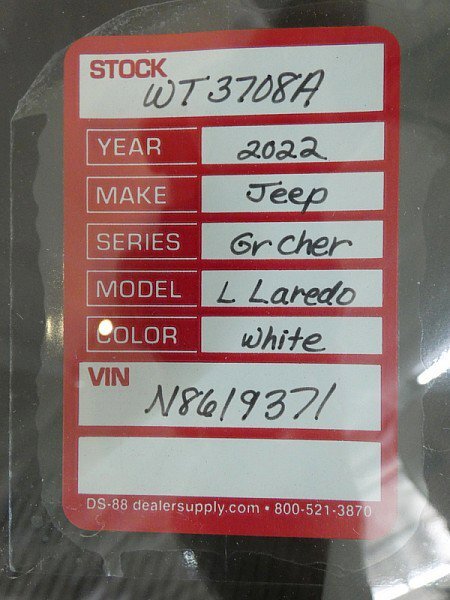 STOCK
WT3708A
YEAR 2022
MAKE Jeep
SERIES Gr Cher
MODEL L Laredo
COLOR White
VIN
N8619371
DS-88 dealersupply.com • 800-521-3870